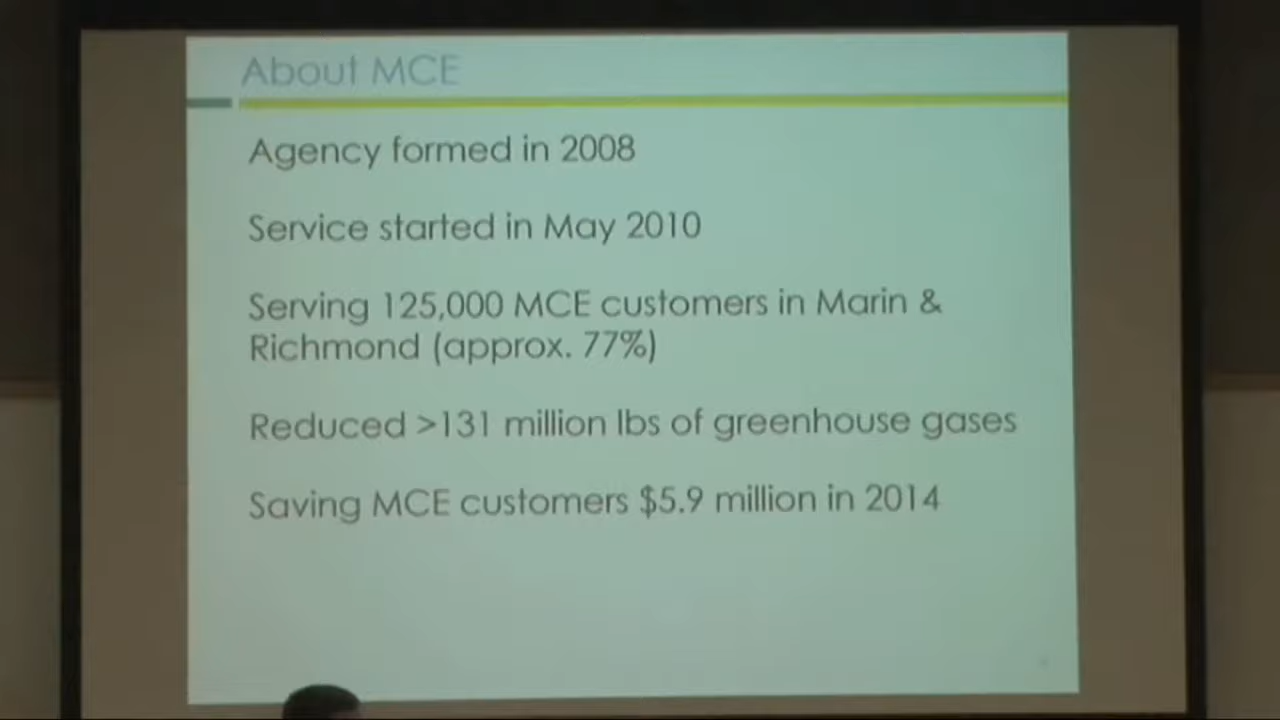 About MCE
Agency formed in 2008
Service started in May 2010
Serving 125,000 MCE customers in Marin &
Richmond (approx. 77%)
Reduced >131 million lbs of greenhouse gases
Saving MCE customers $5.9 million in 2014